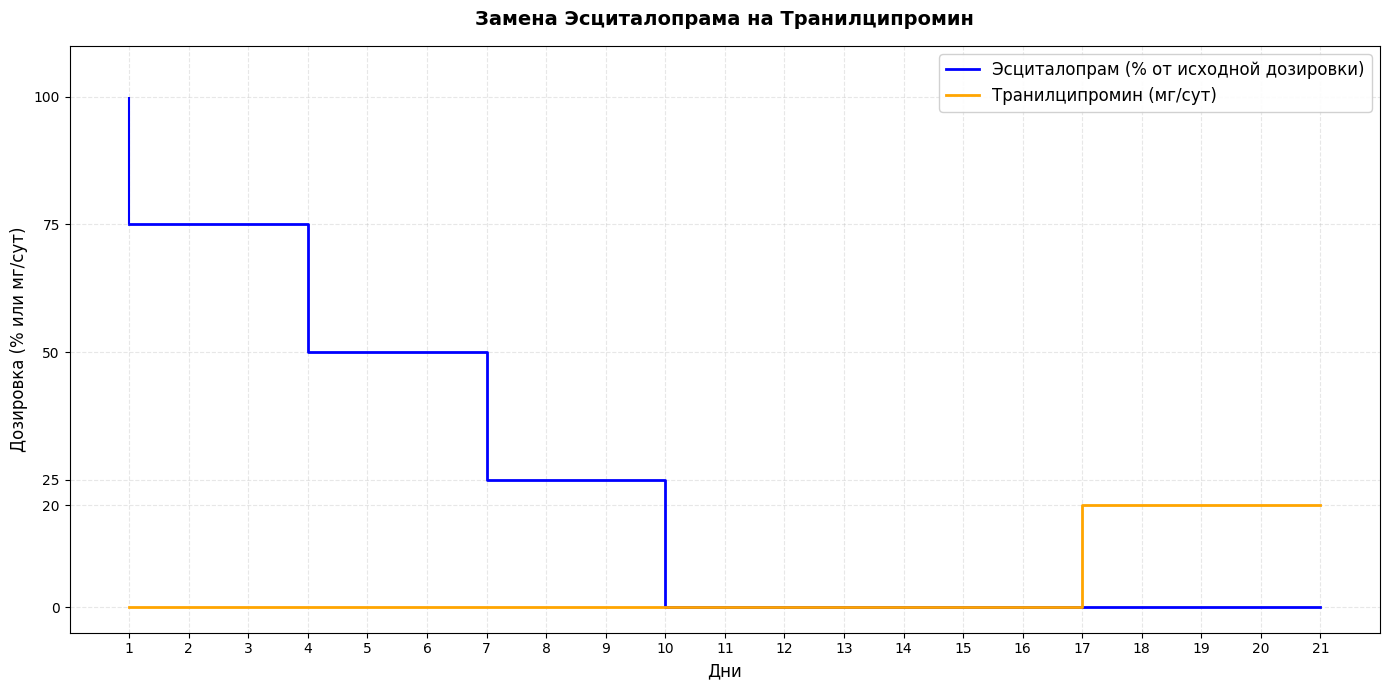 Замена Эсциталопрама на Транилципромин
Эсциталопрам (% от исходной дозировки)
Транилципромин (мг/сут)
Дозировка (% или мг/сут)
100
75
50
25
20
0
1 2 3 4 5 6 7 8 9 10 11 12 13 14 15 16 17 18 19 20 21
Дни